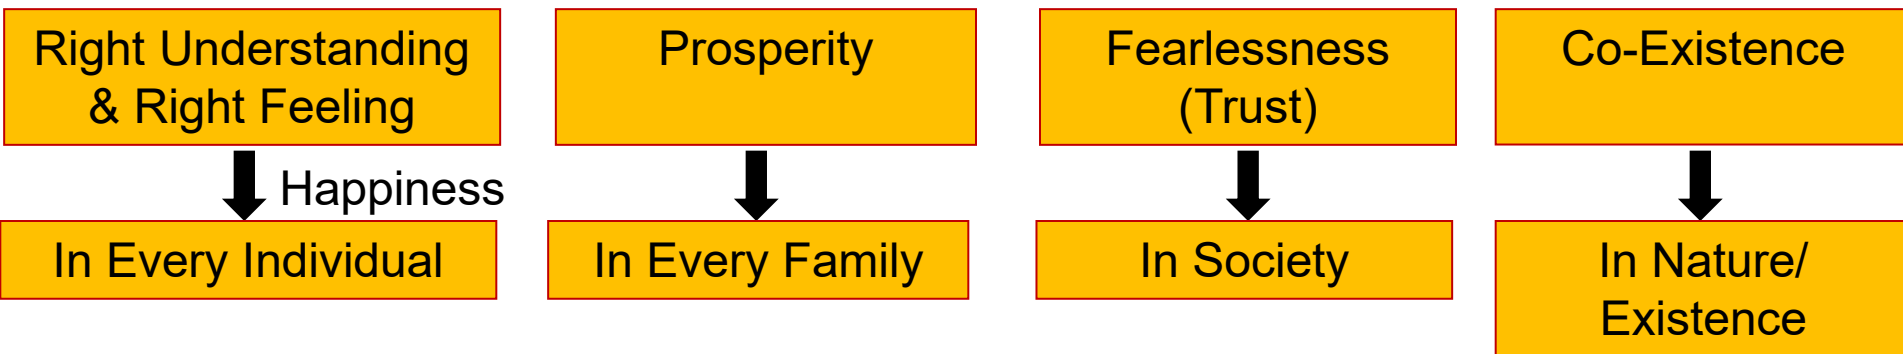 Right Understanding
& Right Feeling
Prosperity
Fearlessness
(Trust)
Co-Existence
Happiness
In Every Individual
In Every Family
In Society
In Nature/
Existence